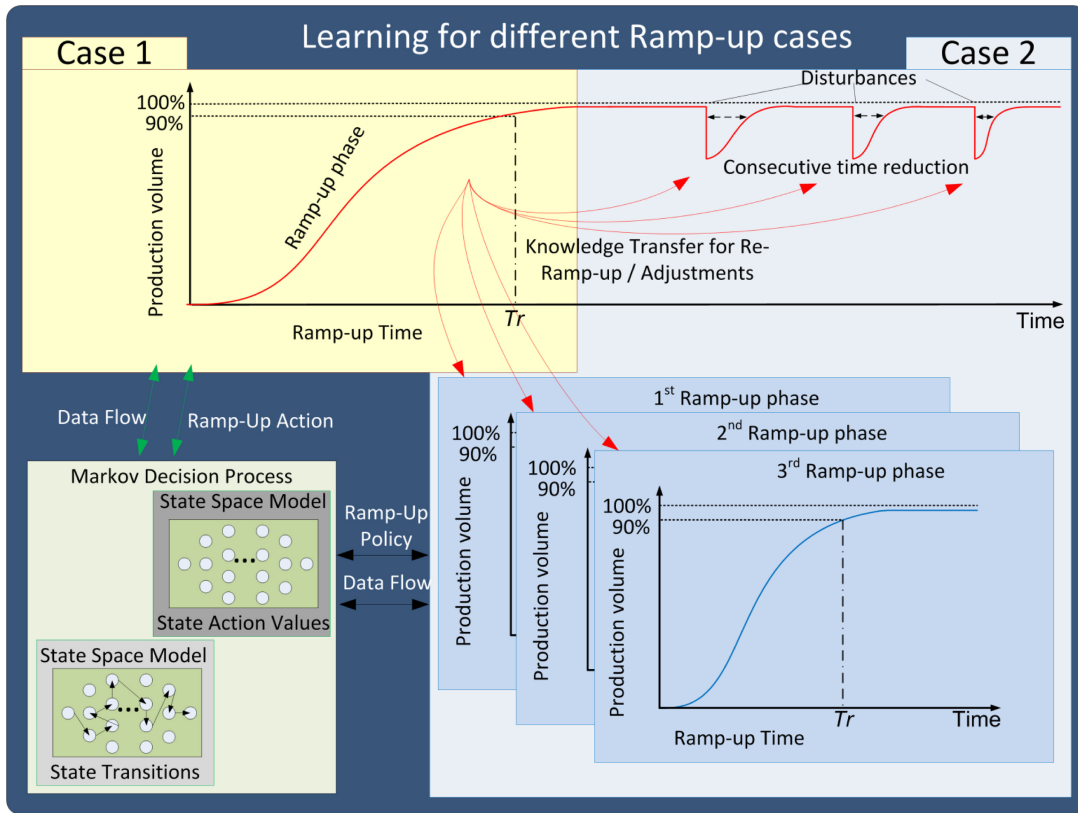 Learning for different Ramp-up cases
Case 1
Case 2
Disturbances
100%
90%
Ramp-up phase
Production volume
Consecutive time reduction
Knowledge Transfer for Re-
Ramp-up / Adjustments
Ramp-up Time
Tr
Time
Data Flow
Ramp-Up Action
1st Ramp-up phase
100%
90%
Production volume
2nd Ramp-up phase
100%
90%
Production volume
3rd Ramp-up phase
100%
90%
Production volume
Ramp-up Time
Tr
Time
Markov Decision Process
State Space Model
State Action Values
Ramp-Up
Policy
Data Flow
State Space Model
State Transitions